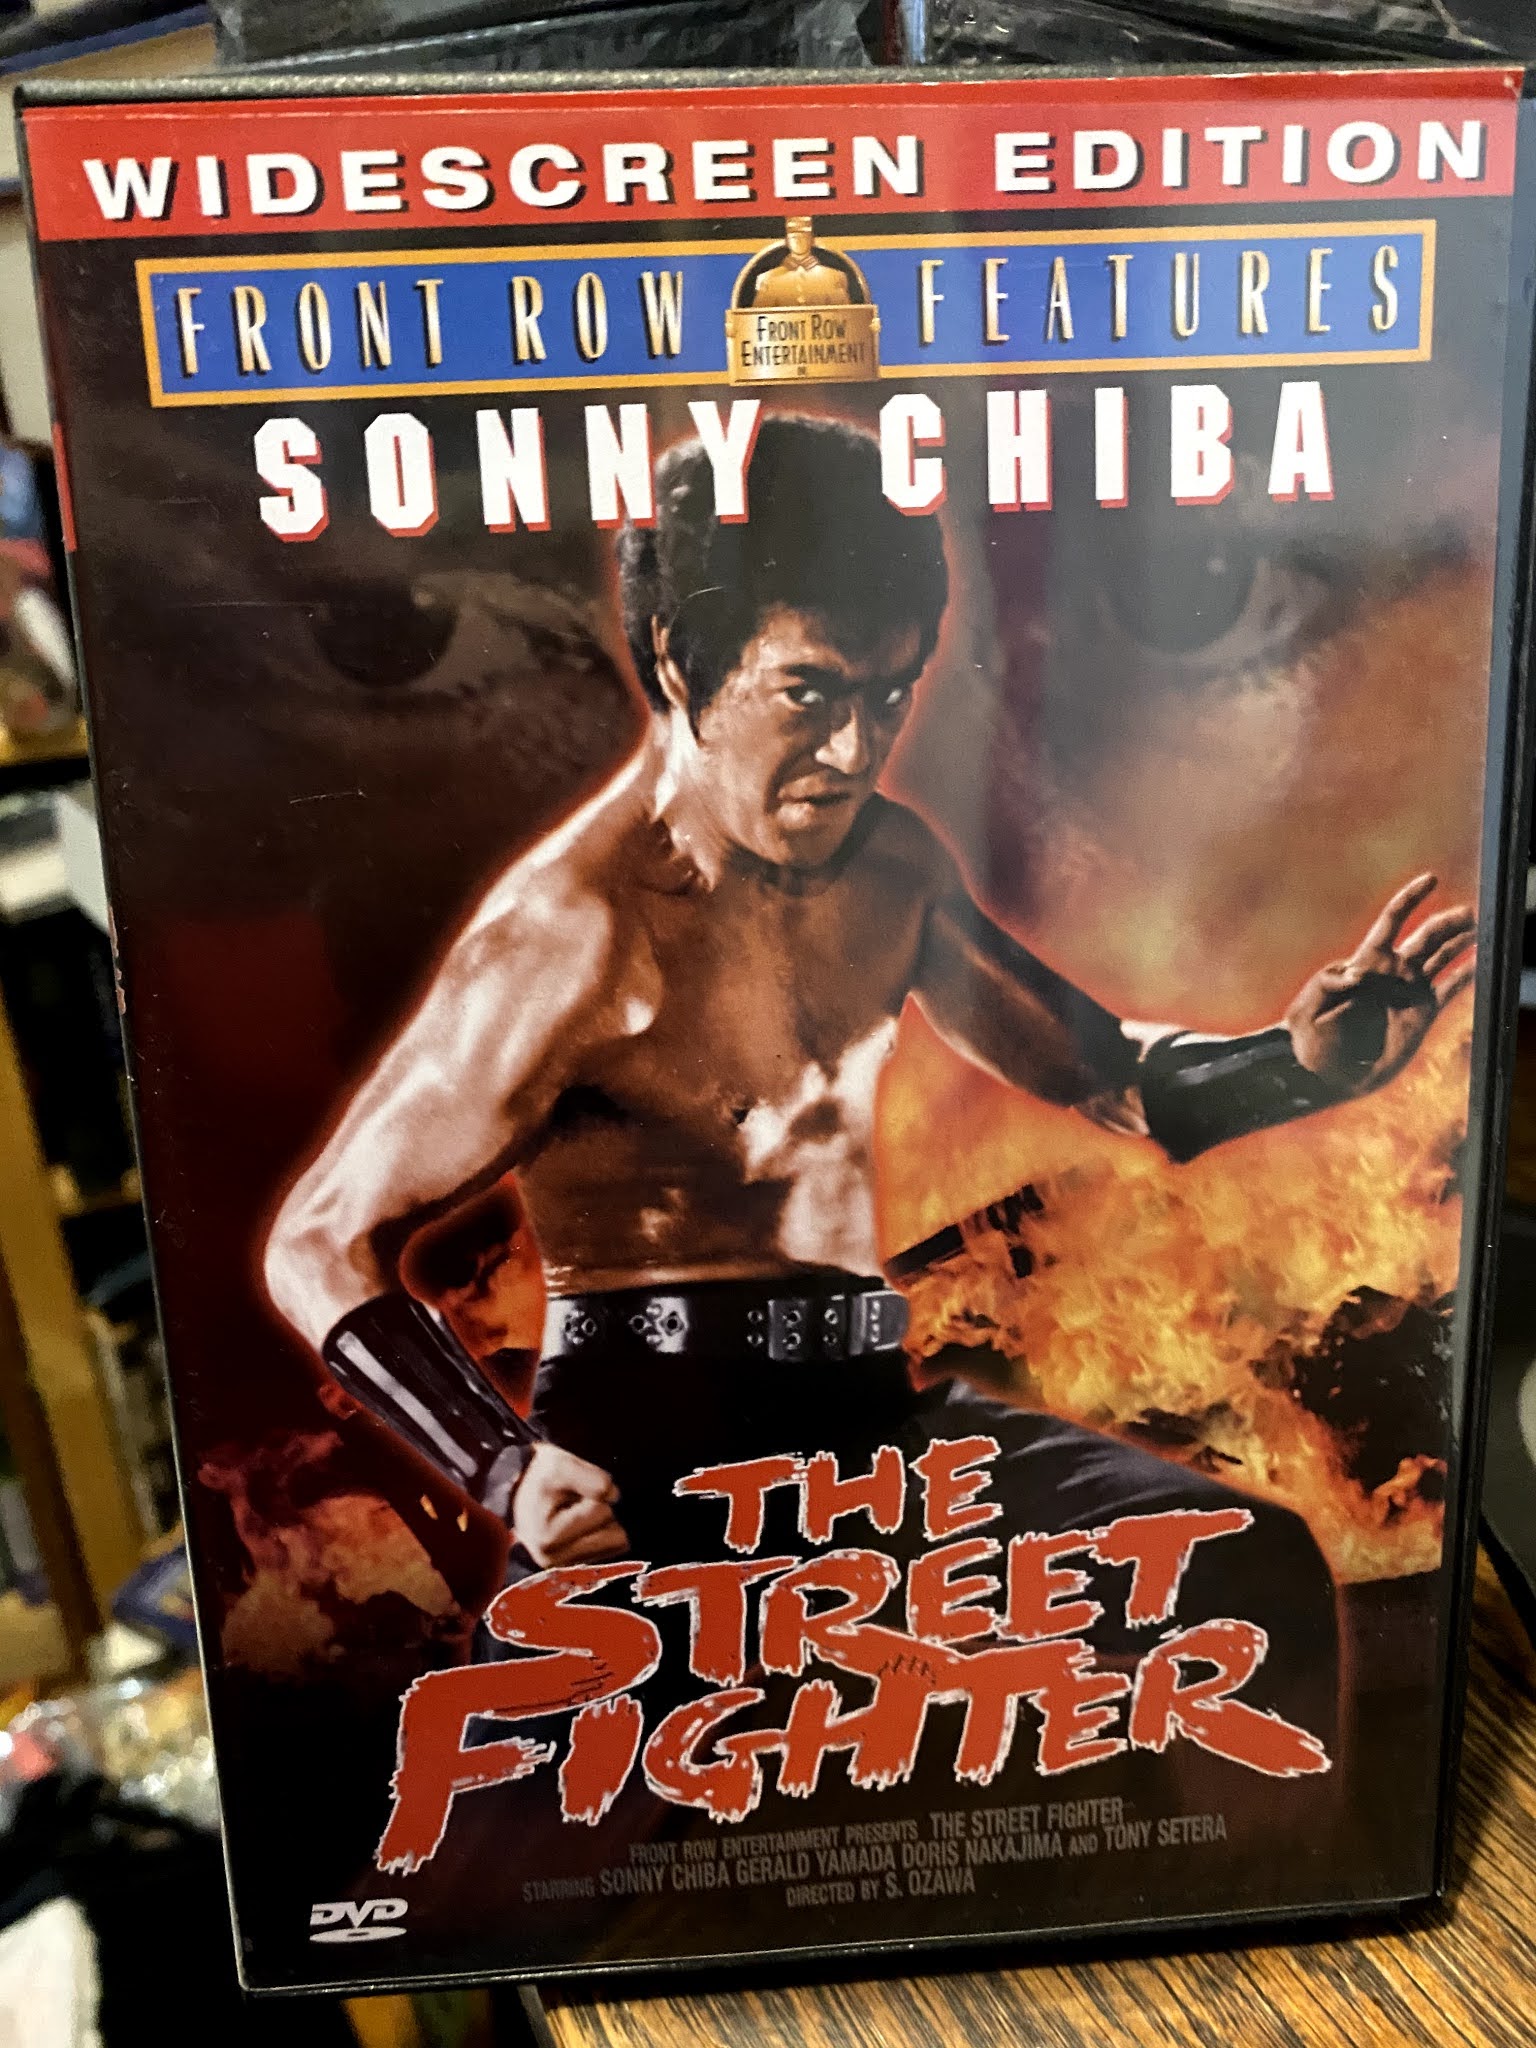 WIDESCREEN EDITION
FRONT ROW FEATURES
FRONT ROW
ENTERTAINMENT
SONNY CHIBA
THE
STREET
FIGHTER
FRONT ROW ENTERTAINMENT PRESENTS THE STREET FIGHTER
STARRING SONNY CHIBA GERALD YAMADA DORIS NAKAJIMA AND TONY SETERA
DIRECTED BY S. OZAWA
DVD